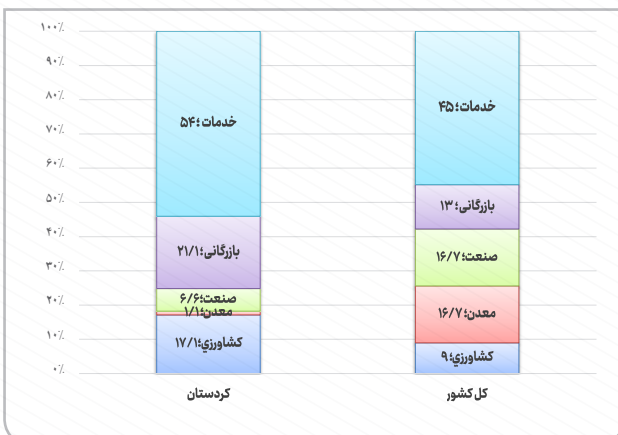 ۱۰۰٪
۹۰٪
۸۰٪
۷۰٪
۶۰٪
۵۰٪
۴۰٪
۳۰٪
۲۰٪
۱۰٪
۰٪
خدمات؛ ۴۵
بازرگانی؛ ۱۳
صنعت؛ ۱۶/۷
معدن؛ ۱۶/۷
کشاورزي؛ ۹
کل کشور
خدمات؛ ۵۴
بازرگانی؛ ۲۱/۱
صنعت؛ ۶/۶
معدن؛ ۱/۱
کشاورزي؛ ۱۷/۱
کردستان